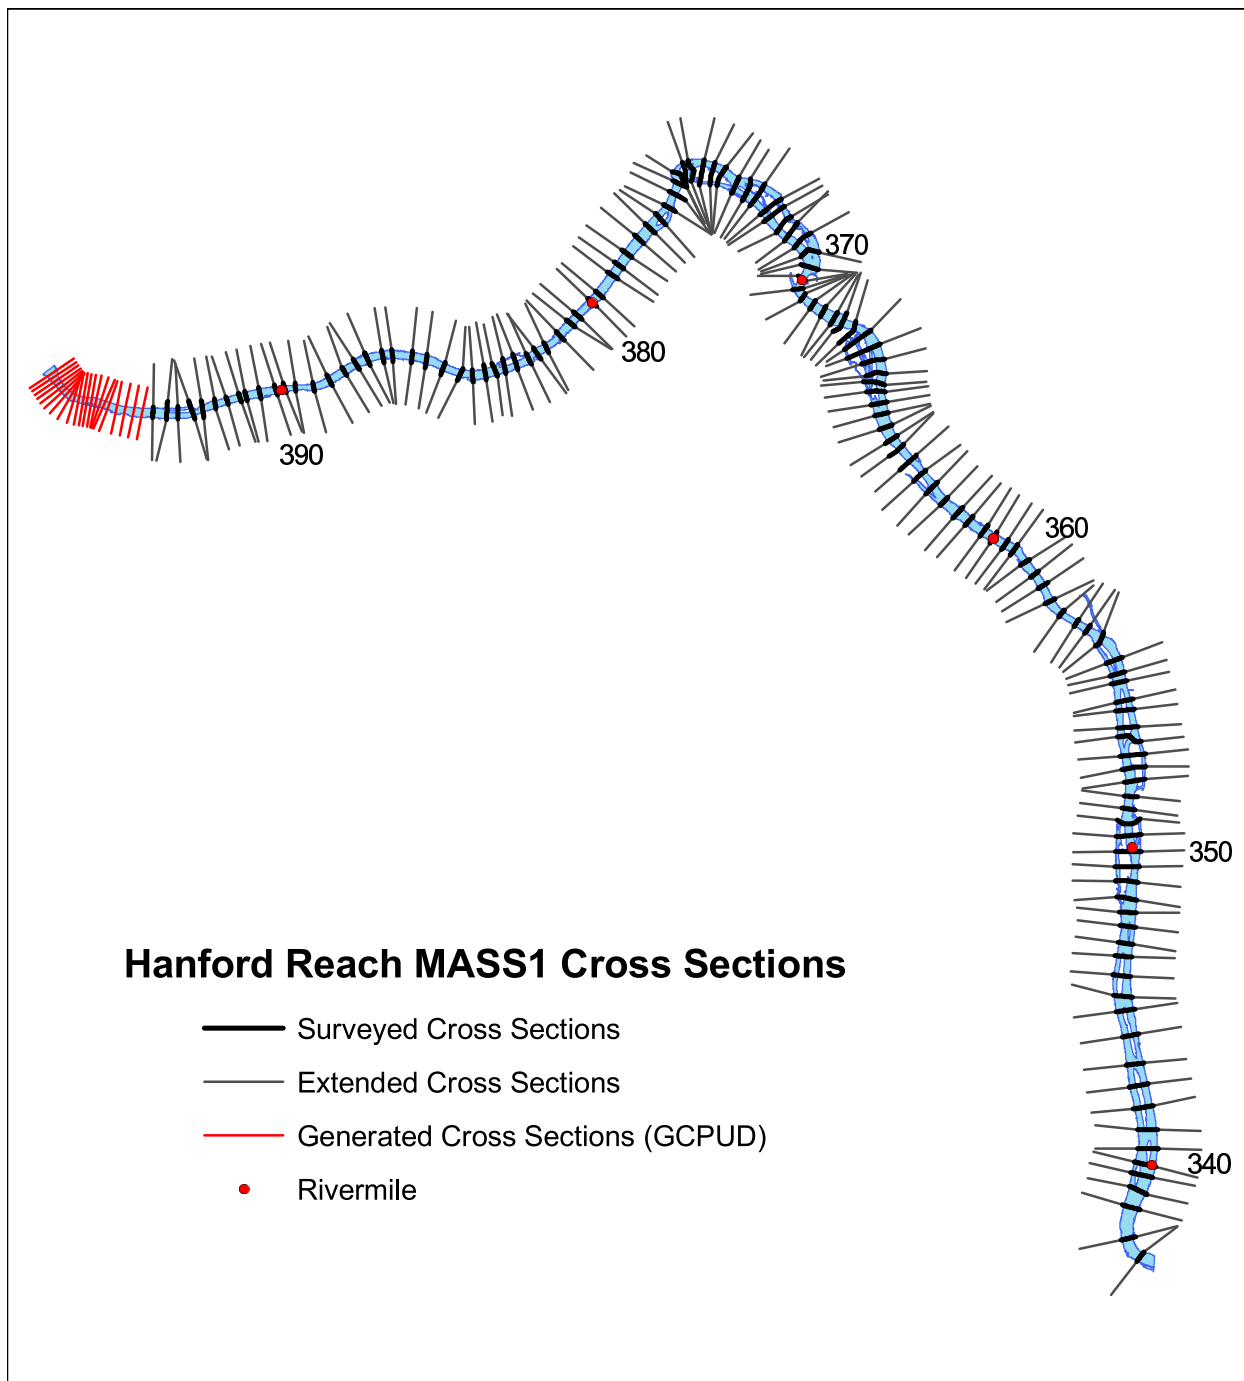 370
380
390
360
350
Hanford Reach MASS1 Cross Sections
Surveyed Cross Sections
Extended Cross Sections
Generated Cross Sections (GCPUD)
340
Rivermile